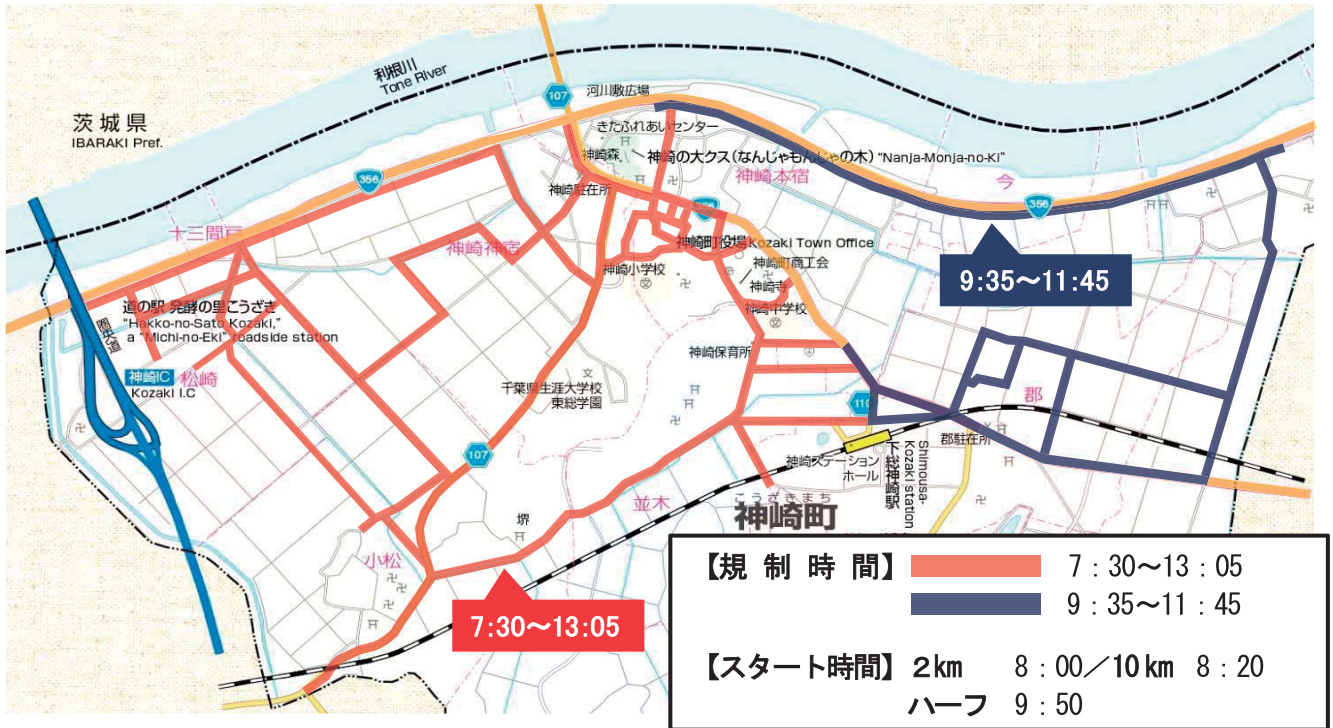 利根川
Tone River
茨城県
IBARAKI Pref.
107
河川敷広場
きたふれあいセンター
神崎森
神崎の大クス(なんじゃもんじゃの木) "Nanja-Monja-no-Ki"
神崎本宿
今
神崎駐在所
356
356
十三間戸
神崎神宿
神崎町役場 Kozaki Town Office
神崎町商工会
神崎小学校
神崎寺
9:35～11:45
道の駅 発酵の里こうざき
"Hakko-no-Sato Kozaki,"
a "Michi-no-Eki" roadside station
圏央道
神崎中学校
神崎保育所
神崎IC
Kozaki I.C
松崎
千葉県生涯大学校
東総学園
郡
110
107
郡駐在所
神崎ステーション
ホール
下総神崎駅
Shimousa-
Kozaki station
並木
こうざきまち
神崎町
堺
小松
7:30～13:05
【規制時間】 7:30～13:05
9:35～11:45
【スタート時間】 2km 8:00／10km 8:20
ハーフ 9:50